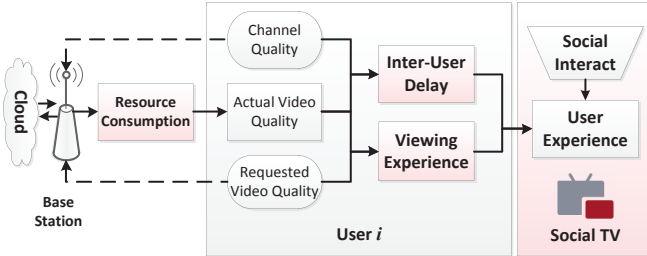 Cloud
Base
Station
Resource
Consumption
Channel
Quality
Actual Video
Quality
Requested
Video Quality
Inter-User
Delay
Viewing
Experience
User i
Social
Interact
User
Experience
Social TV